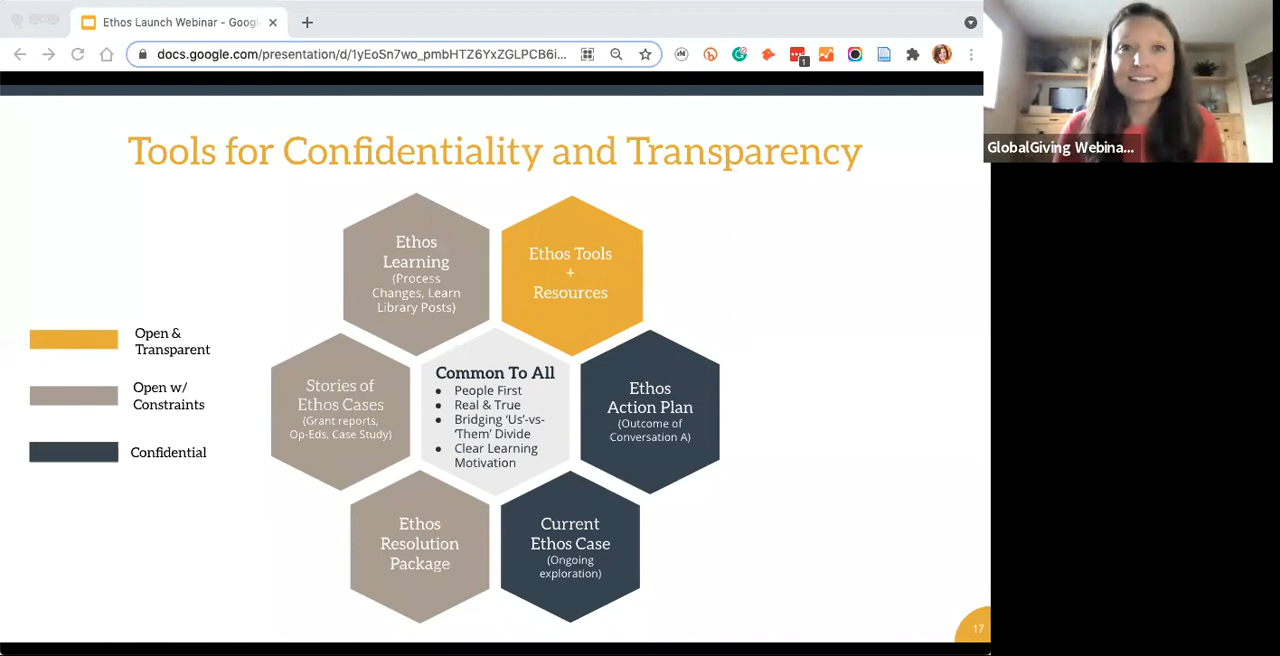 Ethos Launch Webinar - Goog
docs.google.com/presentation/d/1yEoSn7wo_pmbHTZ6YxZGLPCB6i...
1
GlobalGiving Webina...
Tools for Confidentiality and Transparency
Ethos
Learning
(Process
Changes, Learn
Library Posts)
Ethos Tools
+
Resources
Open &
Transparent
Open w/
Constraints
Confidential
Stories of
Ethos Cases
(Grant reports,
Op-Eds, Case Study)
Common To All
● People First
● Real & True
● Bridging ‘Us’-vs-
‘Them’ Divide
● Clear Learning
Motivation
Ethos
Action Plan
(Outcome of
Conversation A)
Ethos
Resolution
Package
Current
Ethos Case
(Ongoing
exploration)
17